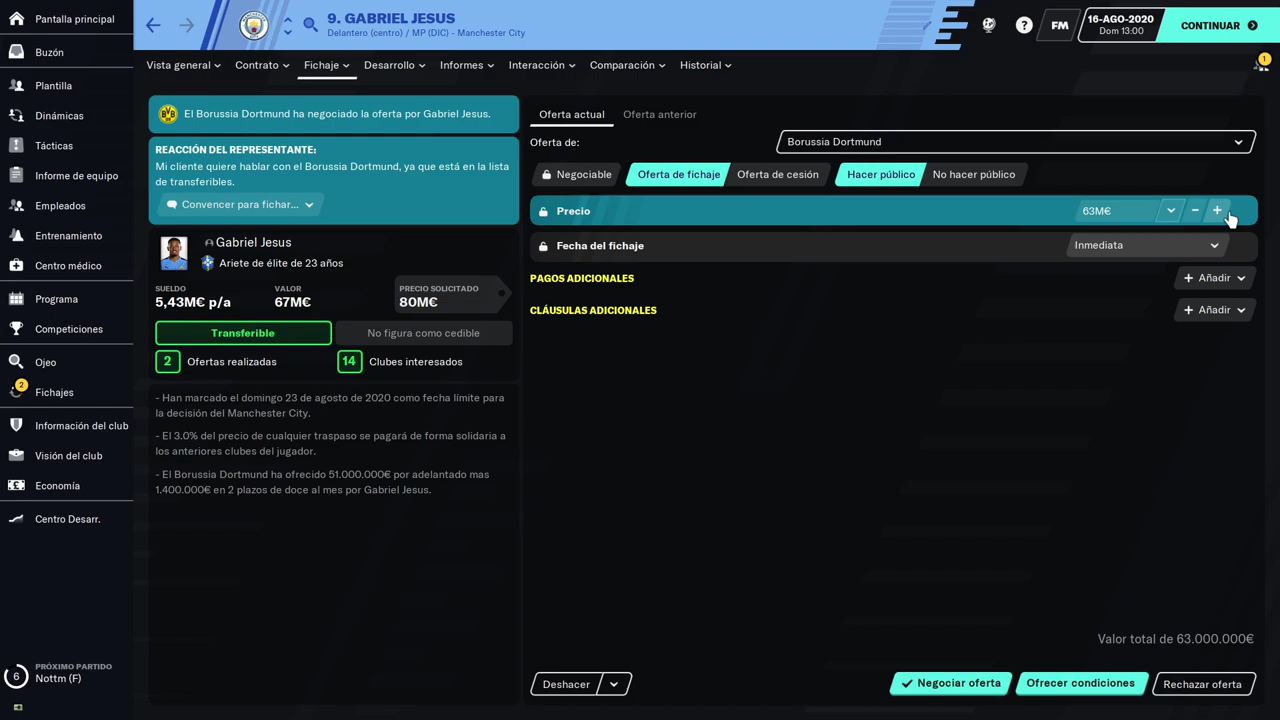 Pantalla principal
Buzón
Plantilla
Dinámicas
Tácticas
Informe de equipo
Empleados
Entrenamiento
Centro médico
Programa
Competiciones
Ojeo
2
Fichajes
Información del club
Visión del club
Economía
Centro Desarr.
6
PRÓXIMO PARTIDO
Nottm (F)
9. GABRIEL JESUS
Delantero (centro) / MP (DIC) - Manchester City
?
FM
16-AGO-2020
Dom 13:00
CONTINUAR
Vista general Contrato Fichaje Desarrollo Informes Interacción Comparación Historial
1
El Borussia Dortmund ha negociado la oferta por Gabriel Jesus.
REACCIÓN DEL REPRESENTANTE:
Mi cliente quiere hablar con el Borussia Dortmund, ya que está en la lista
de transferibles.
Convencer para fichar...
Gabriel Jesus
Ariete de élite de 23 años
SUELDO VALOR PRECIO SOLICITADO
5,43M€ p/a 67M€ 80M€
Transferible No figura como cedible
2 Ofertas realizadas 14 Clubes interesados
- Han marcado el domingo 23 de agosto de 2020 como fecha límite para
la decisión del Manchester City.
- El 3.0% del precio de cualquier traspaso se pagará de forma solidaria a
los anteriores clubes del jugador.
- El Borussia Dortmund ha ofrecido 51.000.000€ por adelantado mas
1.400.000€ en 2 plazos de doce al mes por Gabriel Jesus.
Oferta actual Oferta anterior
Oferta de: Borussia Dortmund
Negociable Oferta de fichaje Oferta de cesión Hacer público No hacer público
Precio 63M€ - +
Fecha del fichaje Inmediata
PAGOS ADICIONALES + Añadir
CLÁUSULAS ADICIONALES + Añadir
Valor total de 63.000.000€
Deshacer Negociar oferta Ofrecer condiciones Rechazar oferta